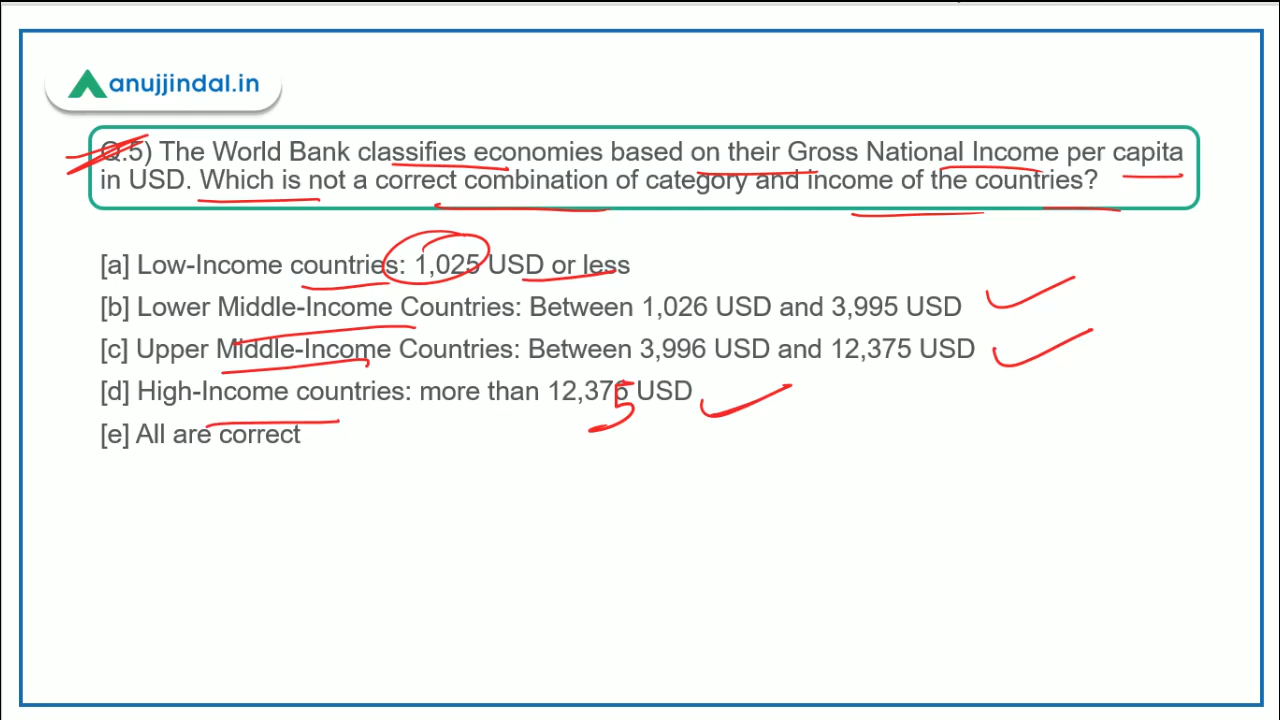 anujjindal.in
Q.5) The World Bank classifies economies based on their Gross National Income per capita
in USD. Which is not a correct combination of category and income of the countries?
[a] Low-Income countries: 1,025 USD or less
[b] Lower Middle-Income Countries: Between 1,026 USD and 3,995 USD
[c] Upper Middle-Income Countries: Between 3,996 USD and 12,375 USD
[d] High-Income countries: more than 12,376 USD
5
[e] All are correct